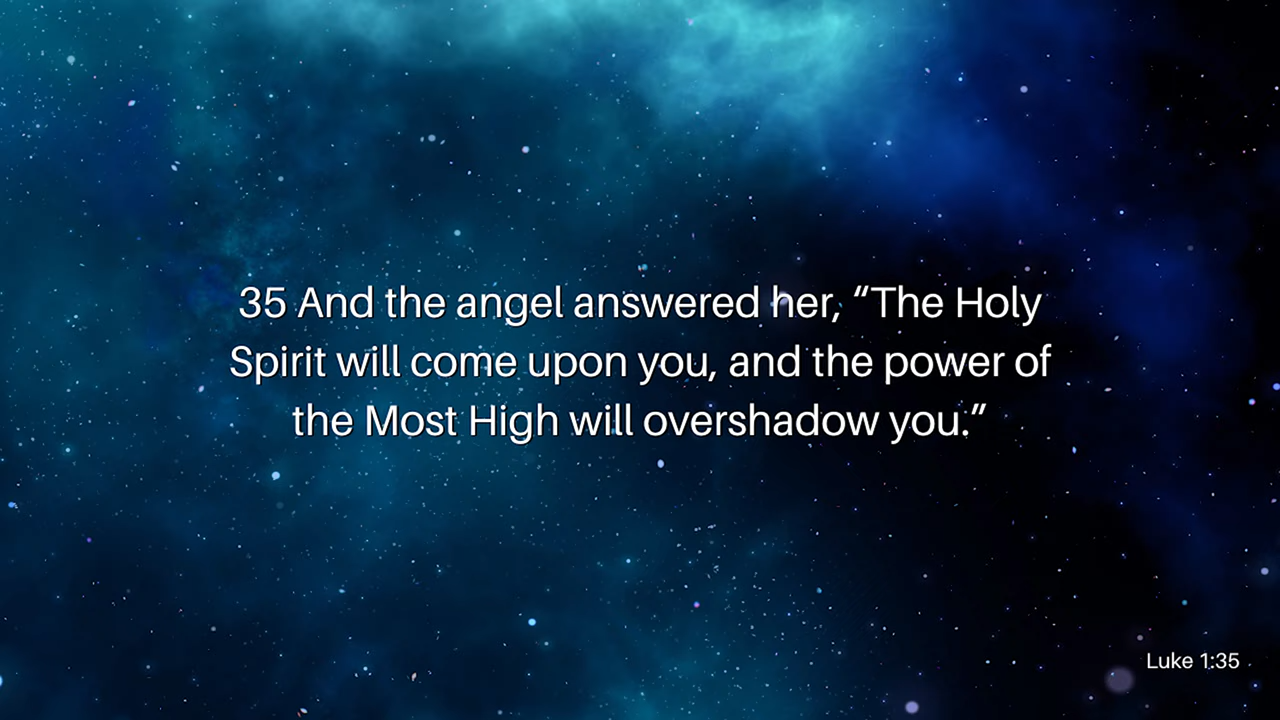 35 And the angel answered her, “The Holy
Spirit will come upon you, and the power of
the Most High will overshadow you.”
Luke 1:35